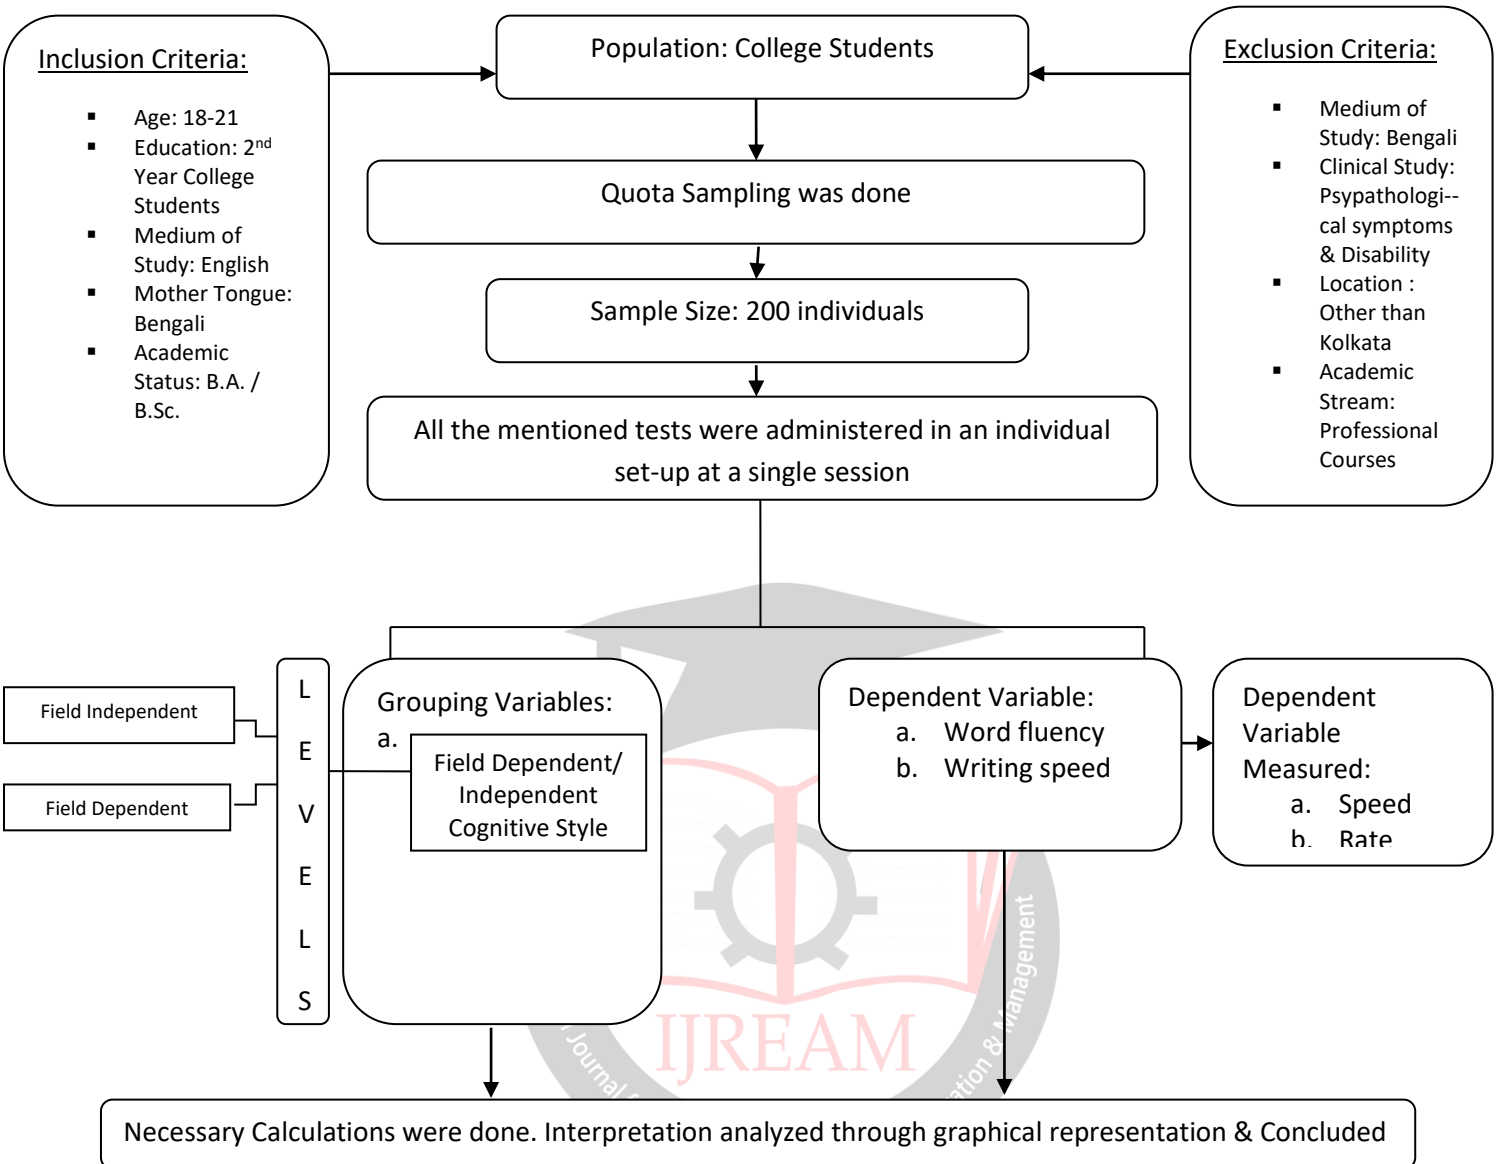 Inclusion Criteria:
▪ Age: 18-21
▪ Education: 2nd
Year College
Students
▪ Medium of
Study: English
▪ Mother Tongue:
Bengali
▪ Academic
Status: B.A. /
B.Sc.
Population: College Students
Exclusion Criteria:
▪ Medium of
Study: Bengali
▪ Clinical Study:
Psypathologi--
cal symptoms
& Disability
▪ Location :
Other than
Kolkata
▪ Academic
Stream:
Professional
Courses
Quota Sampling was done
Sample Size: 200 individuals
All the mentioned tests were administered in an individual
set-up at a single session
Field Independent
Field Dependent
L
E
V
E
L
S
Grouping Variables:
a.
Field Dependent/
Independent
Cognitive Style
Dependent Variable:
a. Word fluency
b. Writing speed
Dependent
Variable
Measured:
a. Speed
b. Rate
IJREAM
Journal
& Management
Necessary Calculations were done. Interpretation analyzed through graphical representation & Concluded